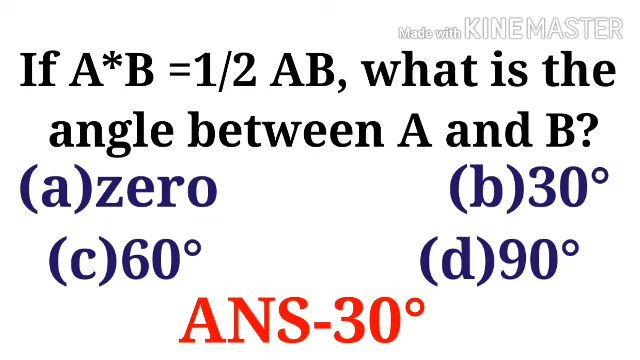 Made with KINEMASTER
If A*B =1/2 AB, what is the
angle between A and B?
(a)zero (b)30°
(c)60° (d)90°
ANS-30°